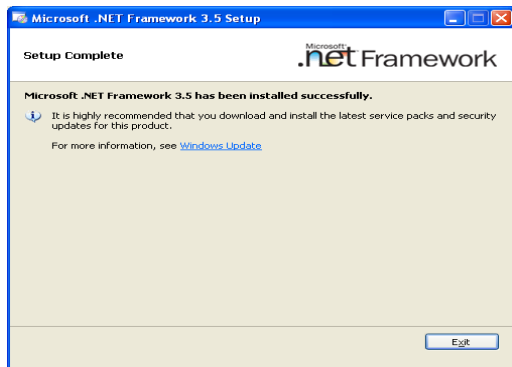 Microsoft .NET Framework 3.5 Setup
Setup Complete
Microsoft
.net Framework
Microsoft .NET Framework 3.5 has been installed successfully.
It is highly recommended that you download and install the latest service packs and security
updates for this product.
For more information, see Windows Update
Exit